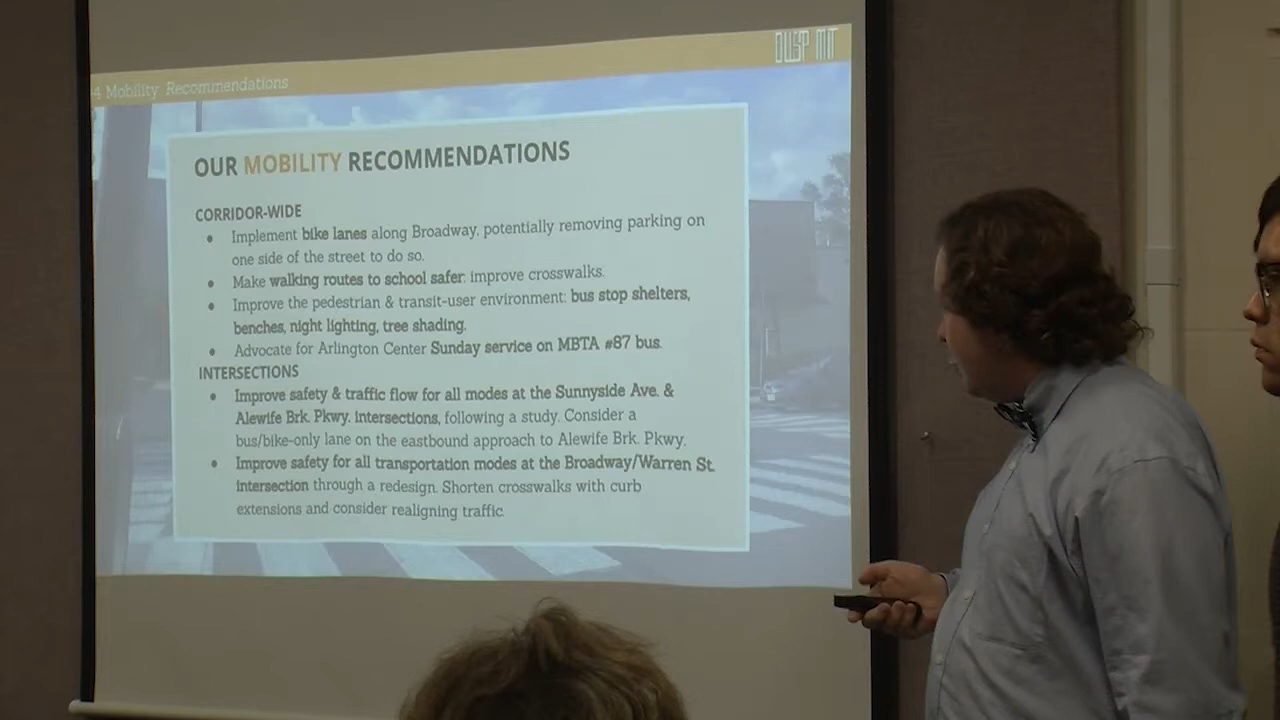 4 Mobility Recommendations
DUSP MIT
OUR MOBILITY RECOMMENDATIONS
CORRIDOR-WIDE
• Implement bike lanes along Broadway, potentially removing parking on
one side of the street to do so.
• Make walking routes to school safer: improve crosswalks.
• Improve the pedestrian & transit-user environment: bus stop shelters,
benches, night lighting, tree shading.
• Advocate for Arlington Center Sunday service on MBTA #87 bus.
INTERSECTIONS
• Improve safety & traffic flow for all modes at the Sunnyside Ave. &
Alewife Brk. Pkwy. intersections, following a study. Consider a
bus/bike-only lane on the eastbound approach to Alewife Brk. Pkwy.
• Improve safety for all transportation modes at the Broadway/Warren St.
intersection through a redesign. Shorten crosswalks with curb
extensions and consider realigning traffic.